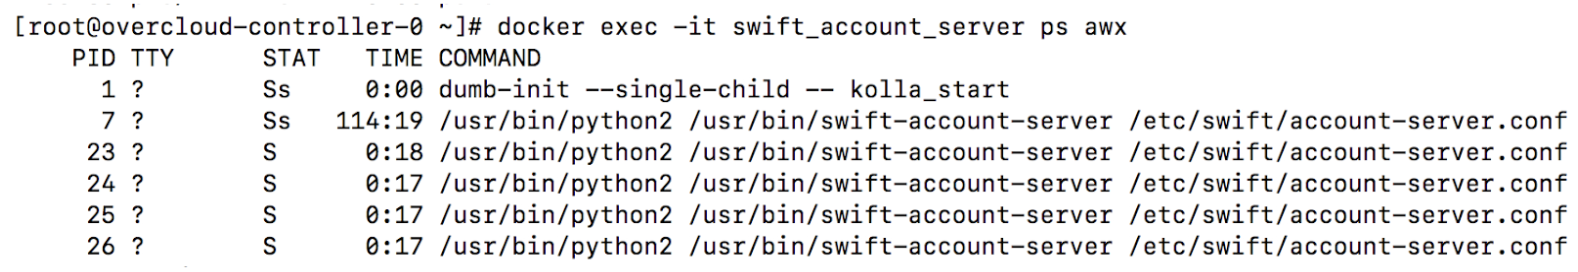 [root@overcloud-controller-0 ~]# docker exec -it swift_account_server ps awx
PID TTY STAT TIME COMMAND
1 ? Ss 0:00 dumb-init --single-child -- kolla_start
7 ? Ss 114:19 /usr/bin/python2 /usr/bin/swift-account-server /etc/swift/account-server.conf
23 ? S 0:18 /usr/bin/python2 /usr/bin/swift-account-server /etc/swift/account-server.conf
24 ? S 0:17 /usr/bin/python2 /usr/bin/swift-account-server /etc/swift/account-server.conf
25 ? S 0:17 /usr/bin/python2 /usr/bin/swift-account-server /etc/swift/account-server.conf
26 ? S 0:17 /usr/bin/python2 /usr/bin/swift-account-server /etc/swift/account-server.conf